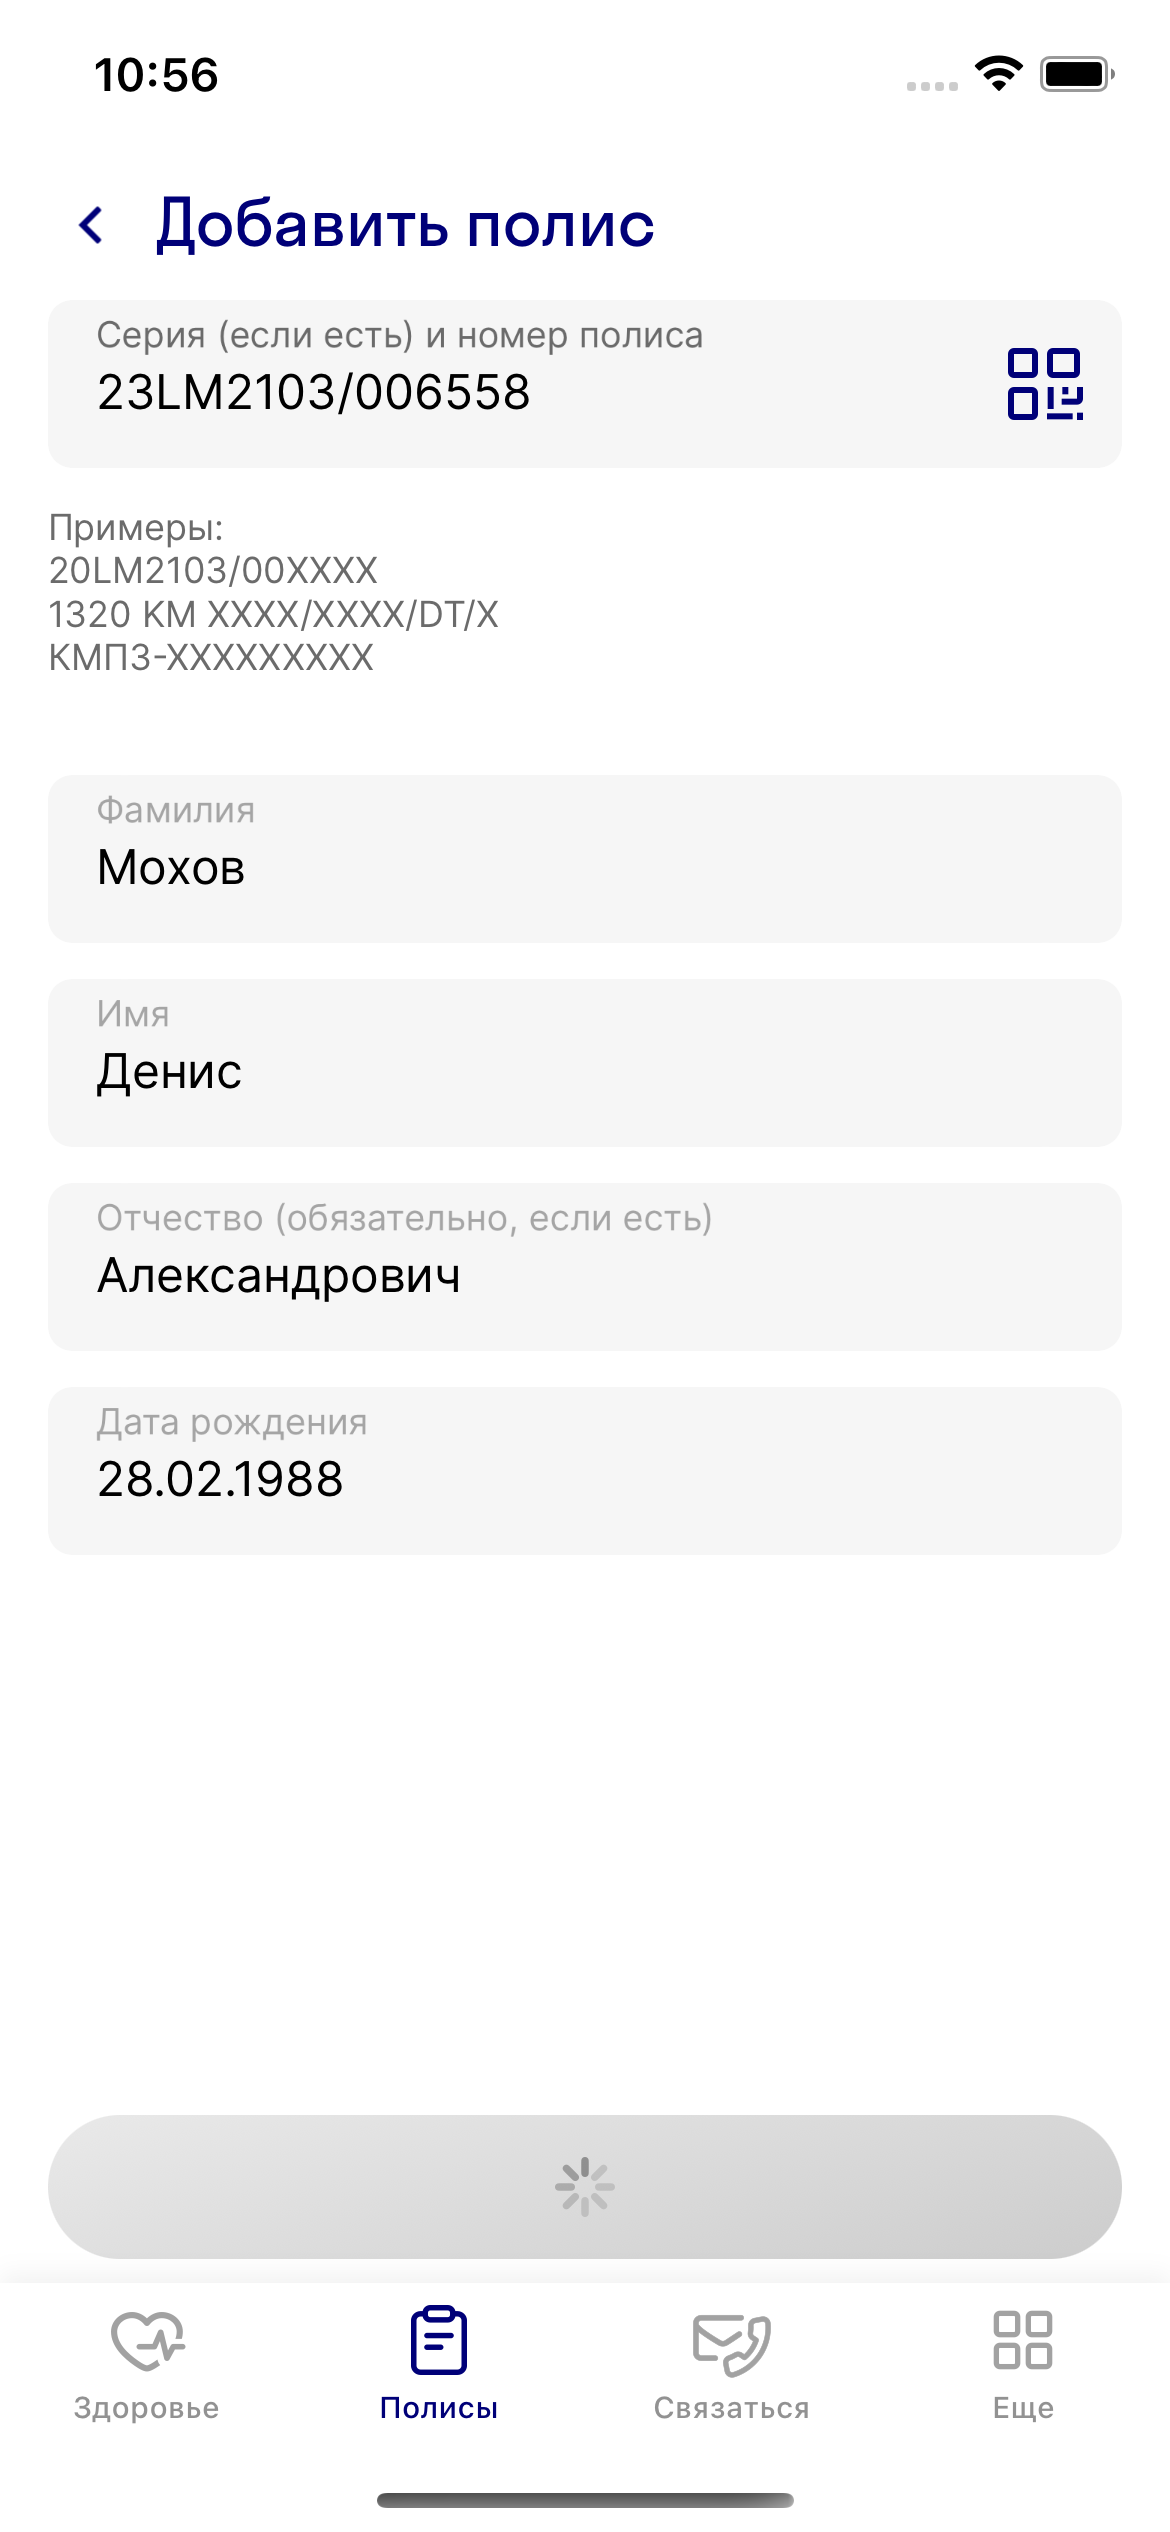 10:56
Добавить полис
Серия (если есть) и номер полиса
23LM2103/006558
Примеры:
20LM2103/00XXXX
1320 KM XXXX/XXXX/DT/X
КМПЗ-XXXXXXXXX
Фамилия
Мохов
Имя
Денис
Отчество (обязательно, если есть)
Александрович
Дата рождения
28.02.1988
Здоровье
Полисы
Связаться
Еще